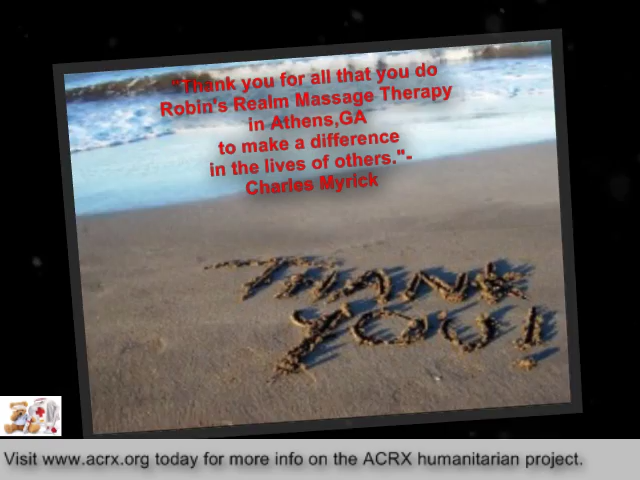 "Thank you for all that you do
Robin's Realm Massage Therapy
in Athens,GA
to make a difference
in the lives of others."-
Charles Myrick
THANK
YOU!
Visit www.acrx.org today for more info on the ACRX humanitarian project.